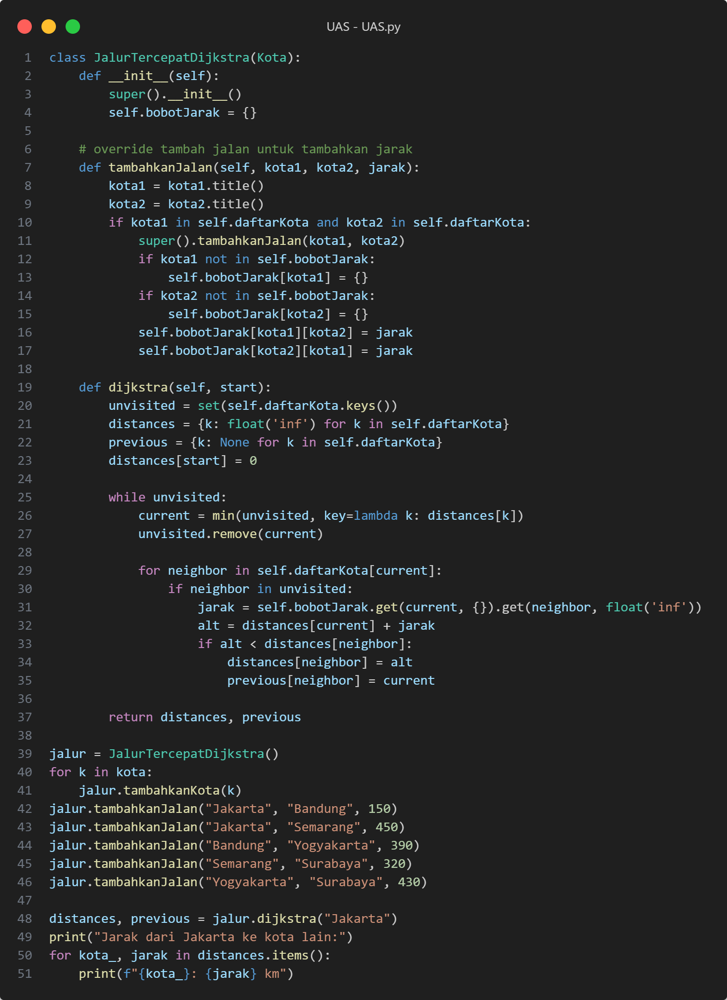 UAS - UAS.py
1 class JalurTercepatDijkstra(Kota):
2     def __init__(self):
3         super().__init__()
4         self.bobotJarak = {}
5
6     # override tambah jalan untuk tambahkan jarak
7     def tambahkanJalan(self, kota1, kota2, jarak):
8         kota1 = kota1.title()
9         kota2 = kota2.title()
10         if kota1 in self.daftarKota and kota2 in self.daftarKota:
11             super().tambahkanJalan(kota1, kota2)
12             if kota1 not in self.bobotJarak:
13                 self.bobotJarak[kota1] = {}
14             if kota2 not in self.bobotJarak:
15                 self.bobotJarak[kota2] = {}
16             self.bobotJarak[kota1][kota2] = jarak
17             self.bobotJarak[kota2][kota1] = jarak
18
19     def dijkstra(self, start):
20         unvisited = set(self.daftarKota.keys())
21         distances = {k: float('inf') for k in self.daftarKota}
22         previous = {k: None for k in self.daftarKota}
23         distances[start] = 0
24
25         while unvisited:
26             current = min(unvisited, key=lambda k: distances[k])
27             unvisited.remove(current)
28
29             for neighbor in self.daftarKota[current]:
30                 if neighbor in unvisited:
31                     jarak = self.bobotJarak.get(current, {}).get(neighbor, float('inf'))
32                     alt = distances[current] + jarak
33                     if alt < distances[neighbor]:
34                         distances[neighbor] = alt
35                         previous[neighbor] = current
36
37         return distances, previous
38
39 jalur = JalurTercepatDijkstra()
40 for k in kota:
41     jalur.tambahkanKota(k)
42 jalur.tambahkanJalan("Jakarta", "Bandung", 150)
43 jalur.tambahkanJalan("Jakarta", "Semarang", 450)
44 jalur.tambahkanJalan("Bandung", "Yogyakarta", 390)
45 jalur.tambahkanJalan("Semarang", "Surabaya", 320)
46 jalur.tambahkanJalan("Yogyakarta", "Surabaya", 430)
47
48 distances, previous = jalur.dijkstra("Jakarta")
49 print("Jarak dari Jakarta ke kota lain:")
50 for kota_, jarak in distances.items():
51     print(f"{kota_}: {jarak} km")